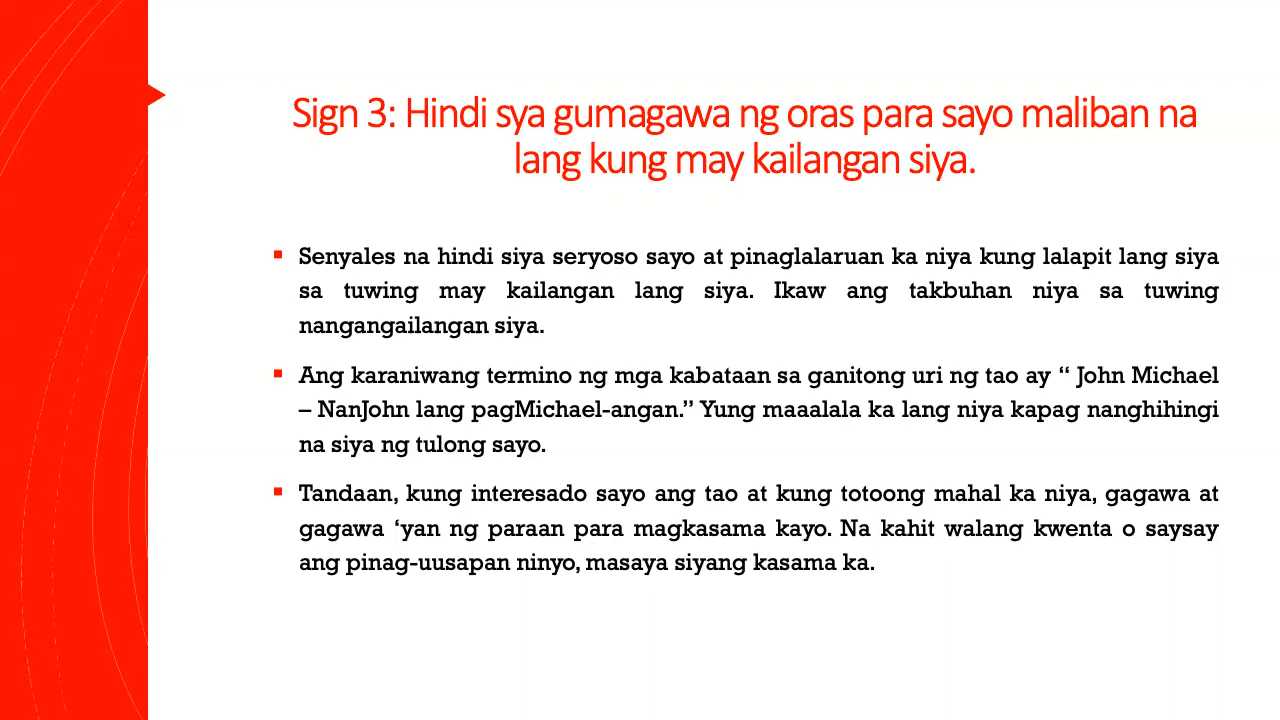 Sign 3: Hindi sya gumagawa ng oras para sayo maliban na
lang kung may kailangan siya.
▪ Senyales na hindi siya seryoso sayo at pinaglalaruan ka niya kung lalapit lang siya
sa tuwing may kailangan lang siya. Ikaw ang takbuhan niya sa tuwing
nangangailangan siya.
▪ Ang karaniwang termino ng mga kabataan sa ganitong uri ng tao ay “ John Michael
– NanJohn lang pagMichael-angan.” Yung maaalala ka lang niya kapag nanghihingi
na siya ng tulong sayo.
▪ Tandaan, kung interesado sayo ang tao at kung totoong mahal ka niya, gagawa at
gagawa ‘yan ng paraan para magkasama kayo. Na kahit walang kwenta o saysay
ang pinag-uusapan ninyo, masaya siyang kasama ka.